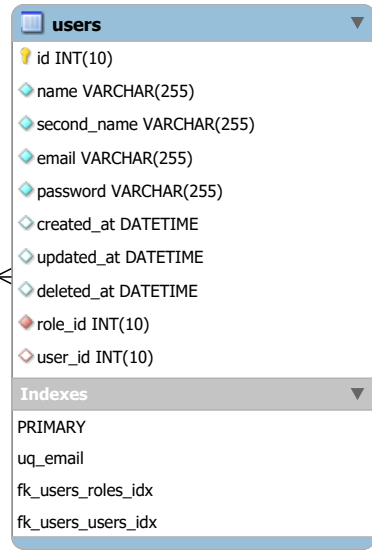 users
id INT(10)
name VARCHAR(255)
second_name VARCHAR(255)
email VARCHAR(255)
password VARCHAR(255)
created_at DATETIME
updated_at DATETIME
deleted_at DATETIME
role_id INT(10)
user_id INT(10)
Indexes
PRIMARY
uq_email
fk_users_roles_idx
fk_users_users_idx